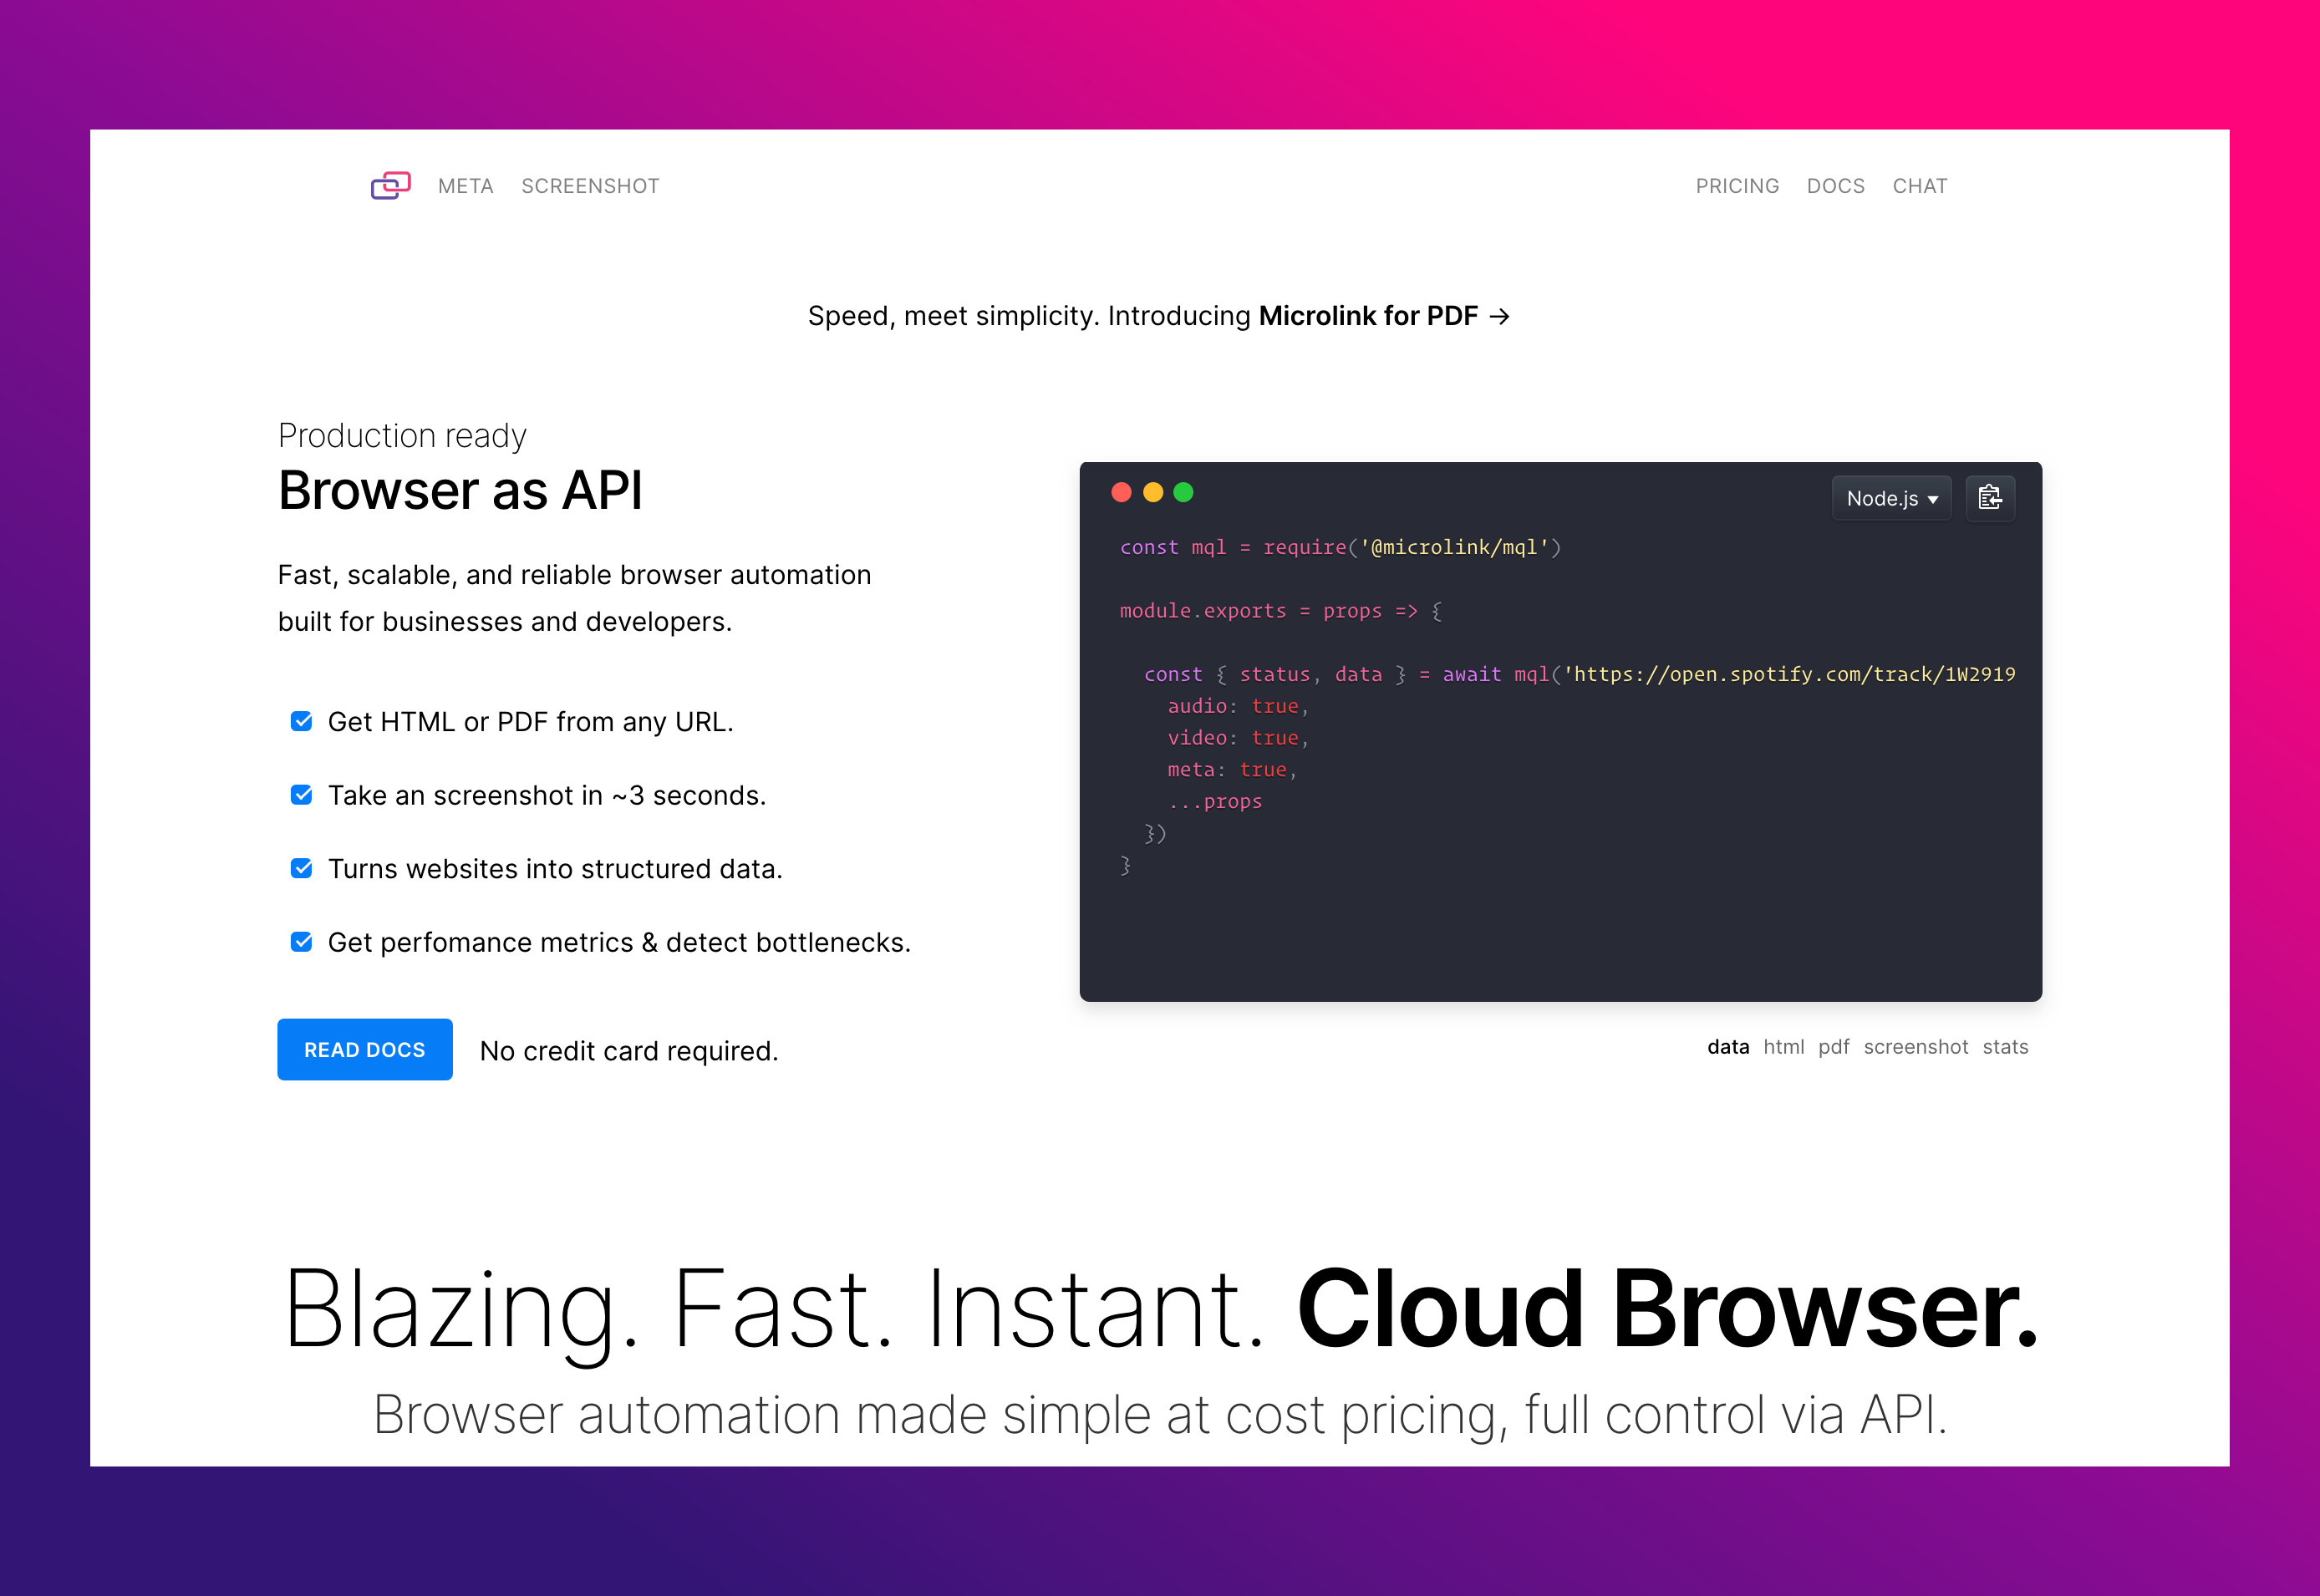 META SCREENSHOT PRICING DOCS CHAT
Speed, meet simplicity. Introducing Microlink for PDF →
Production ready
Browser as API
Fast, scalable, and reliable browser automation
built for businesses and developers.
Get HTML or PDF from any URL.
Take an screenshot in ~3 seconds.
Turns websites into structured data.
Get perfomance metrics & detect bottlenecks.
READ DOCS No credit card required.
Node.js
const mql = require('@microlink/mql')
module.exports = props => {
const { status, data } = await mql('https://open.spotify.com/track/1W2919
audio: true,
video: true,
meta: true,
...props
})
}
data html pdf screenshot stats
Blazing. Fast. Instant. Cloud Browser.
Browser automation made simple at cost pricing, full control via API.